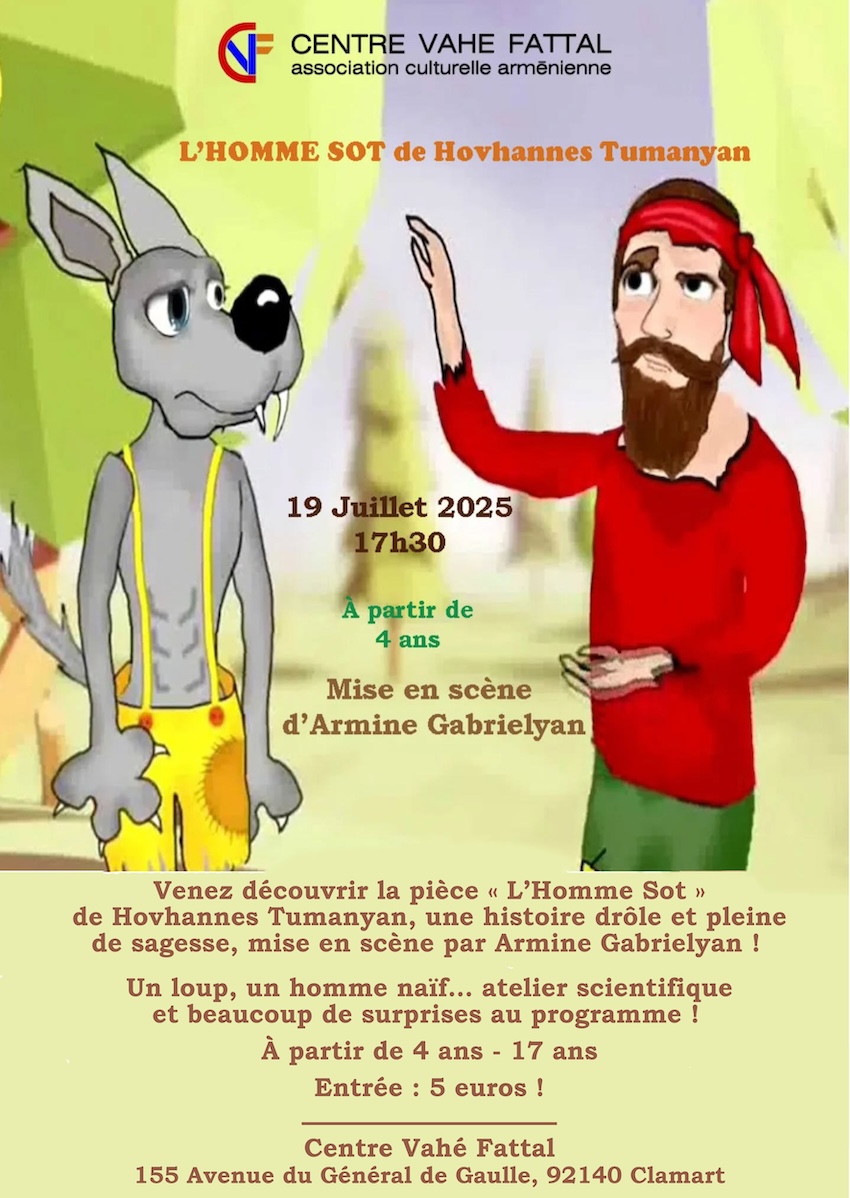 CENTRE VAHE FATTAL
association culturelle arménienne
L'HOMME SOT de Hovhannes Tumanyan
19 Juillet 2025
17h30
À partir de
4 ans
Mise en scène
d'Armine Gabrielyan
Venez découvrir la pièce « L'Homme Sot »
de Hovhannes Tumanyan, une histoire drôle et pleine
de sagesse, mise en scène par Armine Gabrielyan !
Un loup, un homme naïf... atelier scientifique
et beaucoup de surprises au programme !
À partir de 4 ans - 17 ans
Entrée : 5 euros !
Centre Vahé Fattal
155 Avenue du Général de Gaulle, 92140 Clamart